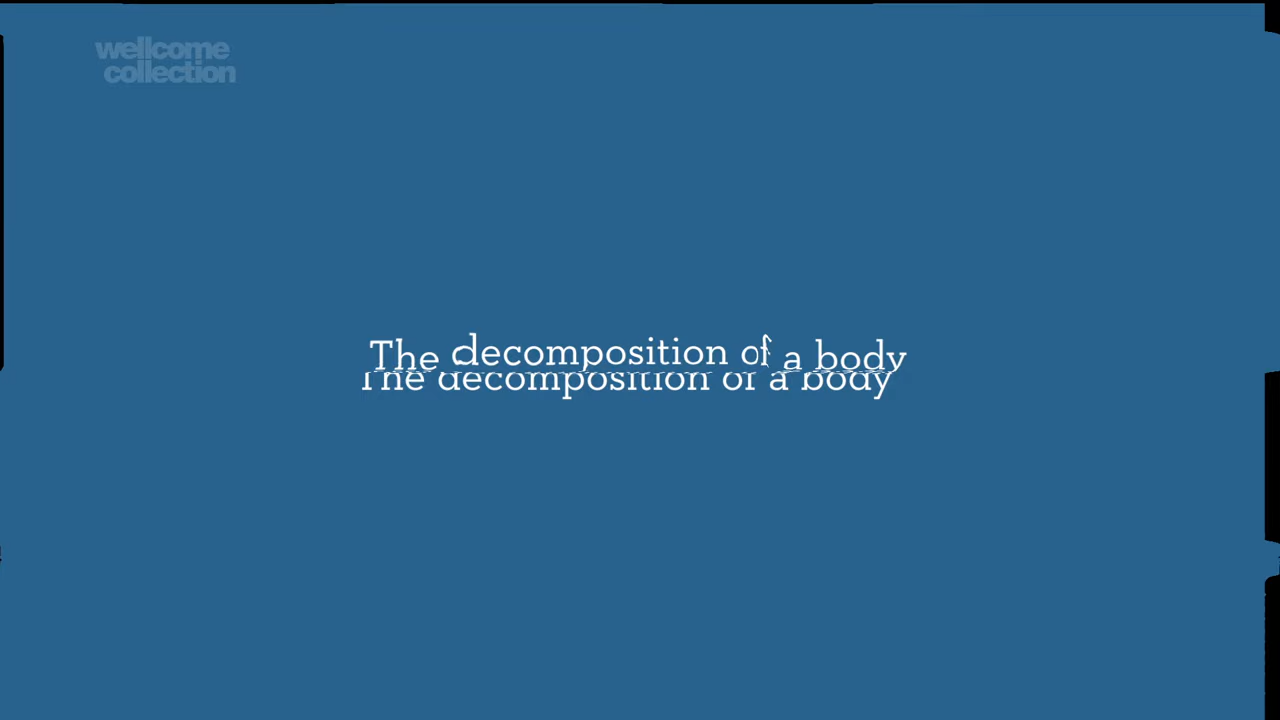 wellcome
collection
The decomposition of a body
The decomposition of a body